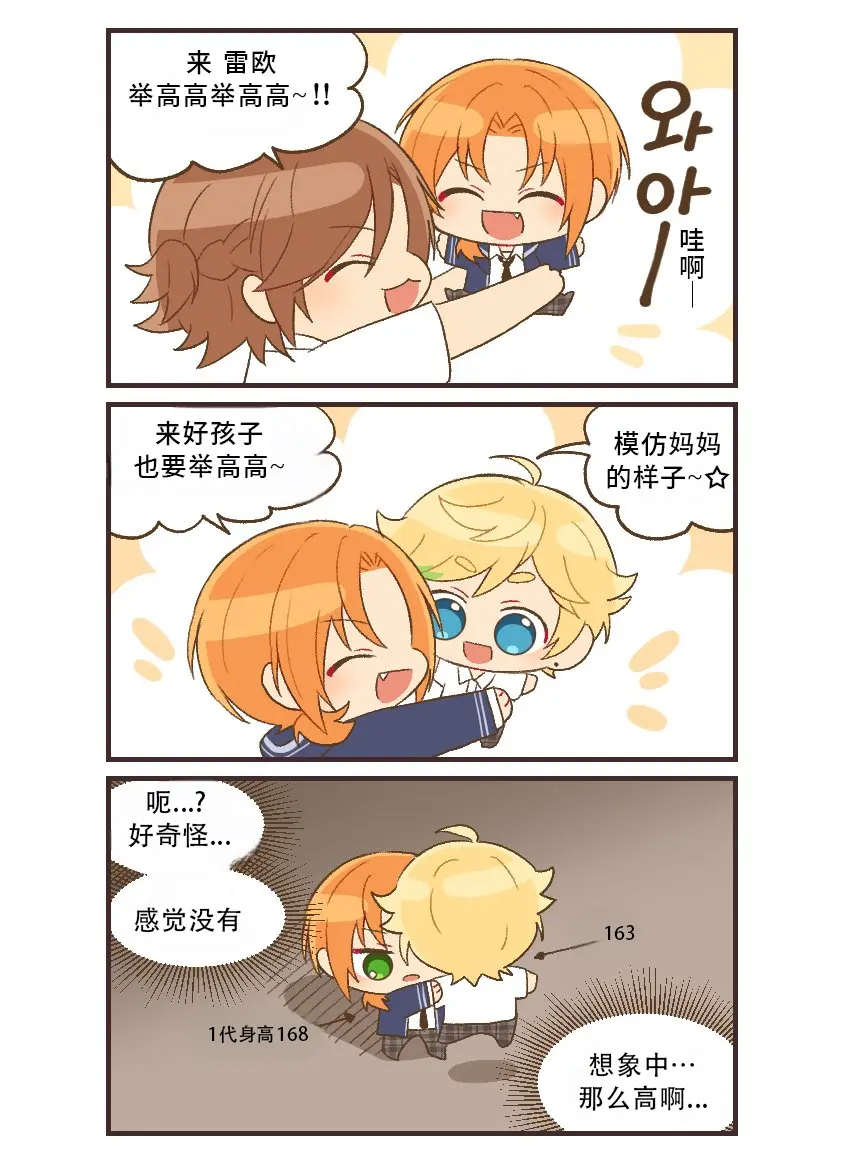 来 雷欧
举高高举高高~!!
와
아
ー
哇啊—
来好孩子
也要举高高~
模仿妈妈
的样子~☆
呃...?
好奇怪...
感觉没有
163
1代身高168
想象中…
那么高啊...